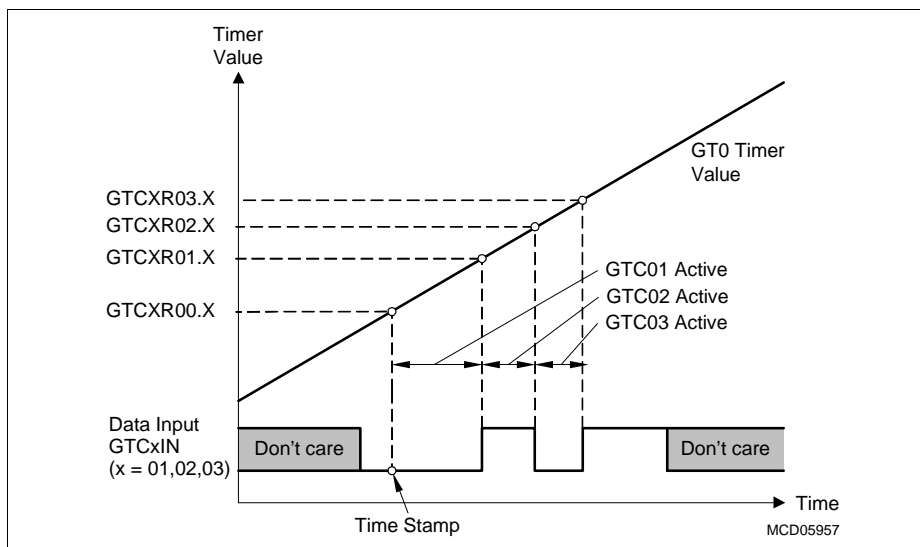 Timer
Value
GT0 Timer
Value
GTCXR03.X
GTCXR02.X
GTCXR01.X
GTCXR00.X
GTC01 Active
GTC02 Active
GTC03 Active
Data Input
GTCxIN
(x = 01,02,03)
Don't care
Don't care
Time Stamp
Time
MCD05957